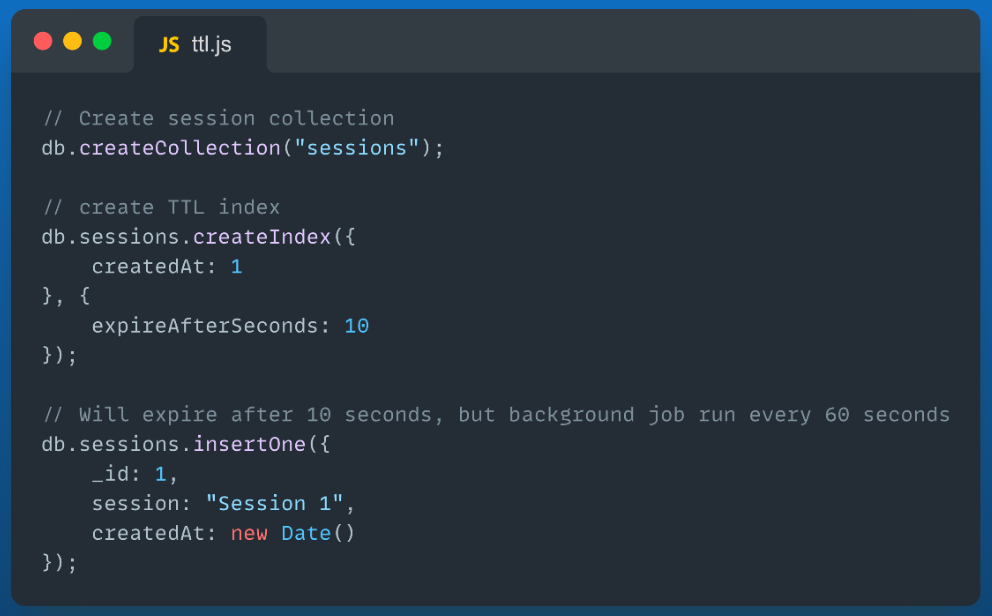 JS ttl.js
// Create session collection
db.createCollection("sessions");

// create TTL index
db.sessions.createIndex({
    createdAt: 1
}, {
    expireAfterSeconds: 10
});

// Will expire after 10 seconds, but background job run every 60 seconds
db.sessions.insertOne({
    _id: 1,
    session: "Session 1",
    createdAt: new Date()
});